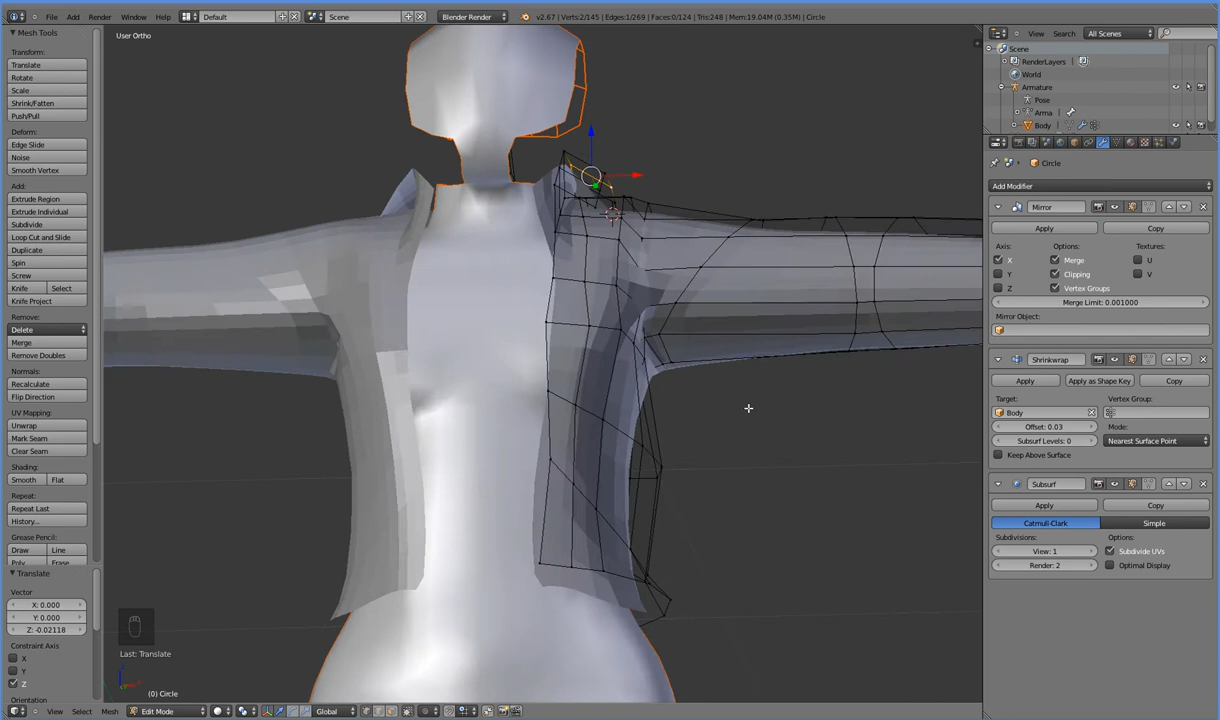 File Add Render Window Help Default Scene Blender Render v2.67 | Verts:2/145 | Edges:1/269 | Faces:0/124 | Tris:248 | Mem:19.04M (0.35M) | Circle
Mesh Tools
Transform:
Translate
Rotate
Scale
Shrink/Fatten
Push/Pull
Deform:
Edge Slide
Noise
Smooth Vertex
Add:
Extrude Region
Extrude Individual
Subdivide
Loop Cut and Slide
Duplicate
Spin
Screw
Knife Select
Knife Project
Remove:
Delete
Merge
Remove Doubles
Normals:
Recalculate
Flip Direction
UV Mapping:
Unwrap
Mark Seam
Clear Seam
Shading:
Smooth Flat
Repeat:
Repeat Last
History...
Grease Pencil:
Draw Line
Poly Erase
Translate
Vector
X: 0.000
Y: 0.000
Z: -0.02118
Constraint Axis
X
Y
Z
Orientation
User Ortho
Last: Translate
(0) Circle
View Select Mesh Edit Mode Global
View Search All Scenes
Scene
RenderLayers
World
Armature
Pose
Arma
Body
Circle
Add Modifier
Mirror
Apply Copy
Axis: Options: Textures:
X Merge U
Y Clipping V
Z Vertex Groups
Merge Limit: 0.001000
Mirror Object:
Shrinkwrap
Apply Apply as Shape Key Copy
Target: Vertex Group:
Body
Offset: 0.03 Mode:
Subsurf Levels: 0 Nearest Surface Point
Keep Above Surface
Subsurf
Apply Copy
Catmull-Clark Simple
Subdivisions: Options:
View: 1 Subdivide UVs
Render: 2 Optimal Display